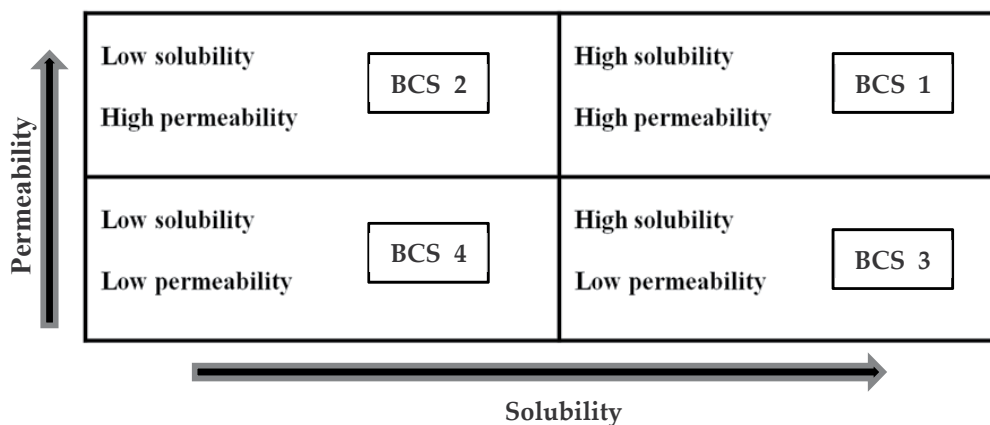 Low solubility
High permeability
BCS 2
High solubility
High permeability
BCS 1
Low solubility
Low permeability
BCS 4
High solubility
Low permeability
BCS 3
Permeability
Solubility